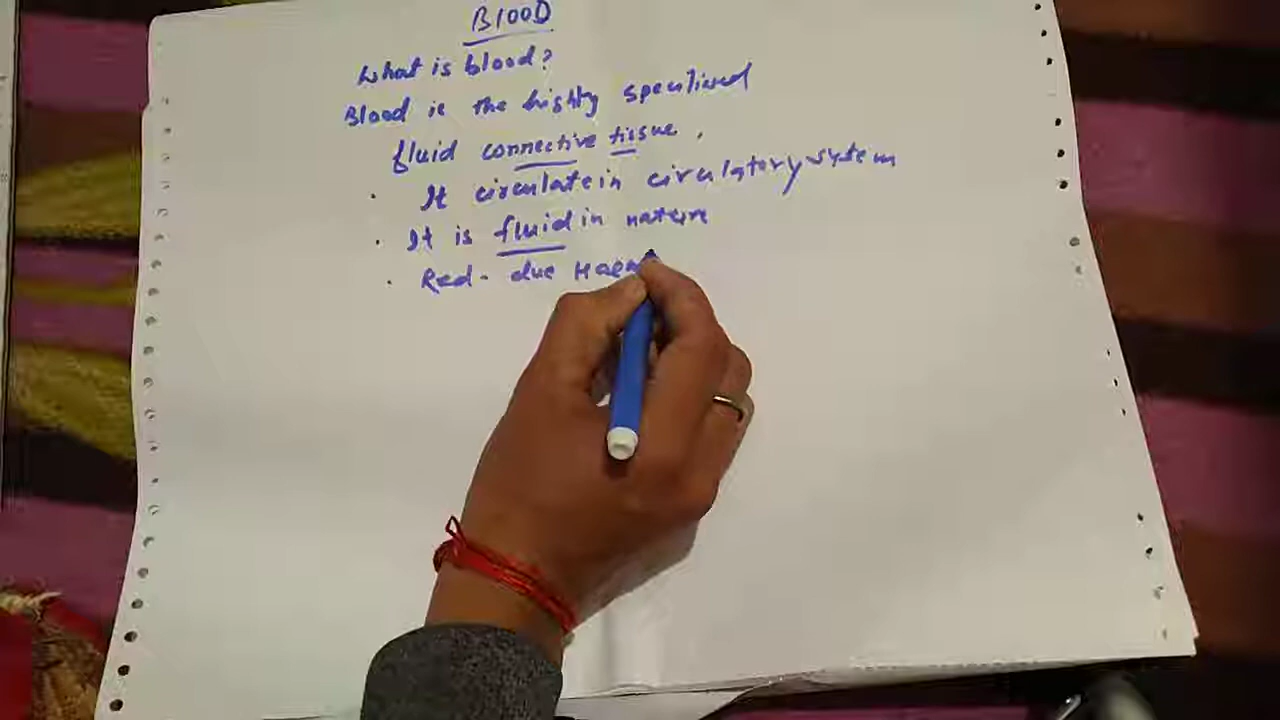 BlOOD
What is blood?
Blood is the highly specilized
fluid connective tissue.
It circulate in circulatory system
It is fluid in nature
Red - due Haem